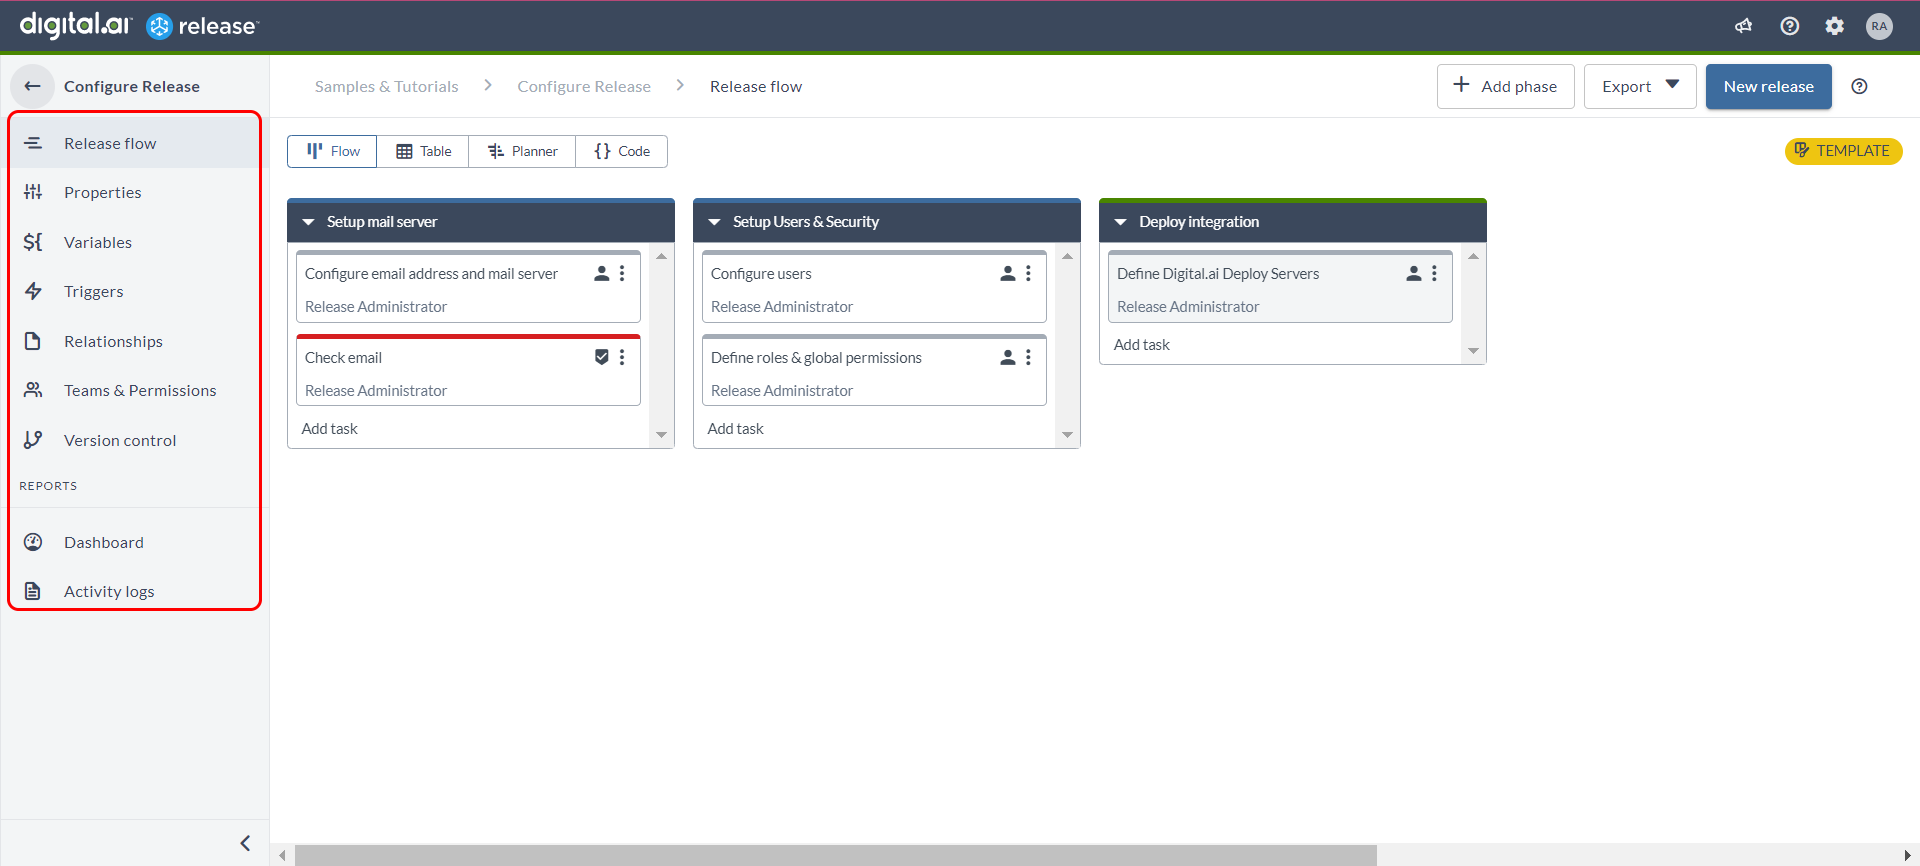 digital.ai release
RA
Configure Release
Samples & Tutorials
Configure Release
Release flow
Add phase
Export
New release
Release flow
Properties
Variables
Triggers
Relationships
Teams & Permissions
Version control
REPORTS
Dashboard
Activity logs
Flow
Table
Planner
Code
TEMPLATE
Setup mail server
Configure email address and mail server
Release Administrator
Check email
Release Administrator
Add task
Setup Users & Security
Configure users
Release Administrator
Define roles & global permissions
Release Administrator
Add task
Deploy integration
Define Digital.ai Deploy Servers
Release Administrator
Add task